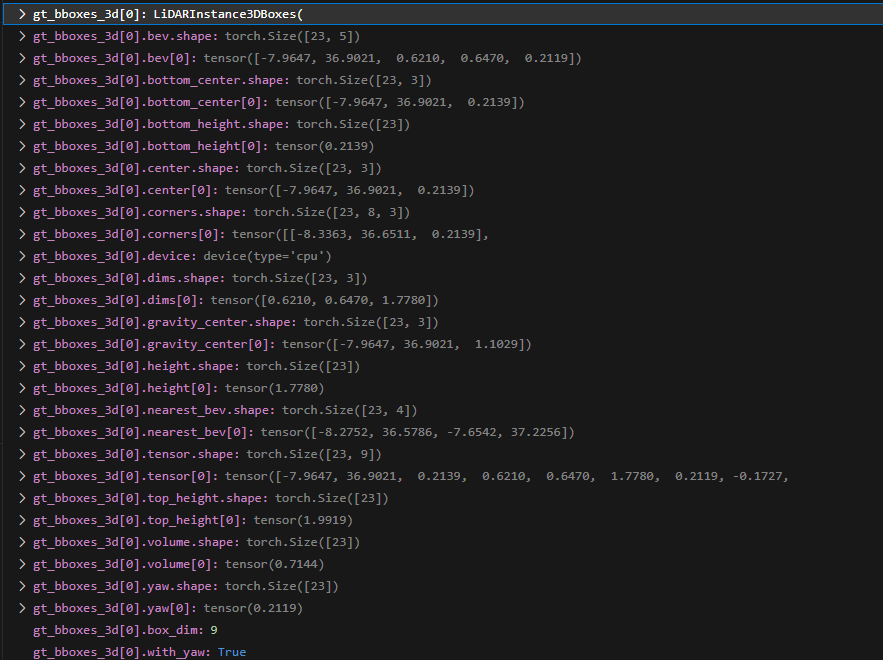 gt_bboxes_3d[0]: LiDARInstance3DBoxes(
gt_bboxes_3d[0].bev.shape: torch.Size([23, 5])
gt_bboxes_3d[0].bev[0]: tensor([-7.9647, 36.9021,  0.6210,  0.6470,  0.2119])
gt_bboxes_3d[0].bottom_center.shape: torch.Size([23, 3])
gt_bboxes_3d[0].bottom_center[0]: tensor([-7.9647, 36.9021,  0.2139])
gt_bboxes_3d[0].bottom_height.shape: torch.Size([23])
gt_bboxes_3d[0].bottom_height[0]: tensor(0.2139)
gt_bboxes_3d[0].center.shape: torch.Size([23, 3])
gt_bboxes_3d[0].center[0]: tensor([-7.9647, 36.9021,  0.2139])
gt_bboxes_3d[0].corners.shape: torch.Size([23, 8, 3])
gt_bboxes_3d[0].corners[0]: tensor([[-8.3363, 36.6511,  0.2139],
gt_bboxes_3d[0].device: device(type='cpu')
gt_bboxes_3d[0].dims.shape: torch.Size([23, 3])
gt_bboxes_3d[0].dims[0]: tensor([0.6210, 0.6470, 1.7780])
gt_bboxes_3d[0].gravity_center.shape: torch.Size([23, 3])
gt_bboxes_3d[0].gravity_center[0]: tensor([-7.9647, 36.9021,  1.1029])
gt_bboxes_3d[0].height.shape: torch.Size([23])
gt_bboxes_3d[0].height[0]: tensor(1.7780)
gt_bboxes_3d[0].nearest_bev.shape: torch.Size([23, 4])
gt_bboxes_3d[0].nearest_bev[0]: tensor([-8.2752, 36.5786, -7.6542, 37.2256])
gt_bboxes_3d[0].tensor.shape: torch.Size([23, 9])
gt_bboxes_3d[0].tensor[0]: tensor([-7.9647, 36.9021,  0.2139,  0.6210,  0.6470,  1.7780,  0.2119, -0.1727,
gt_bboxes_3d[0].top_height.shape: torch.Size([23])
gt_bboxes_3d[0].top_height[0]: tensor(1.9919)
gt_bboxes_3d[0].volume.shape: torch.Size([23])
gt_bboxes_3d[0].volume[0]: tensor(0.7144)
gt_bboxes_3d[0].yaw.shape: torch.Size([23])
gt_bboxes_3d[0].yaw[0]: tensor(0.2119)
gt_bboxes_3d[0].box_dim: 9
gt_bboxes_3d[0].with_yaw: True